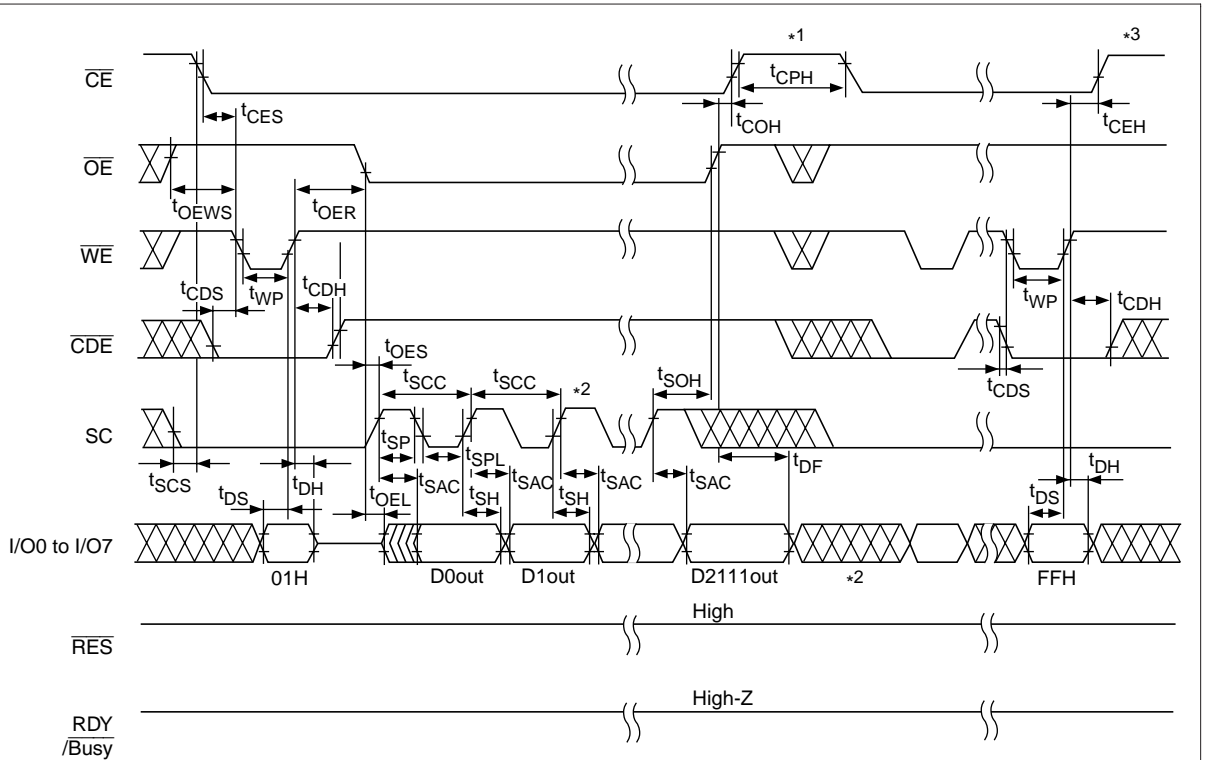 *1 *3
CE tCPH
tCES tCOH tCEH
OE
tOEWS tOER
WE
tCDS tWP tCDH tWP tCDH
CDE
tOES tCDS
tSCC tSCC *2 tSOH
SC
tSP tSPL tDF
tSCS tDS tDH tOEL tSAC tSH tSAC tSH tSAC tSAC tDS tDH
I/O0 to I/O7
01H D0out D1out D2111out *2 FFH
High
RES
High-Z
RDY
/Busy